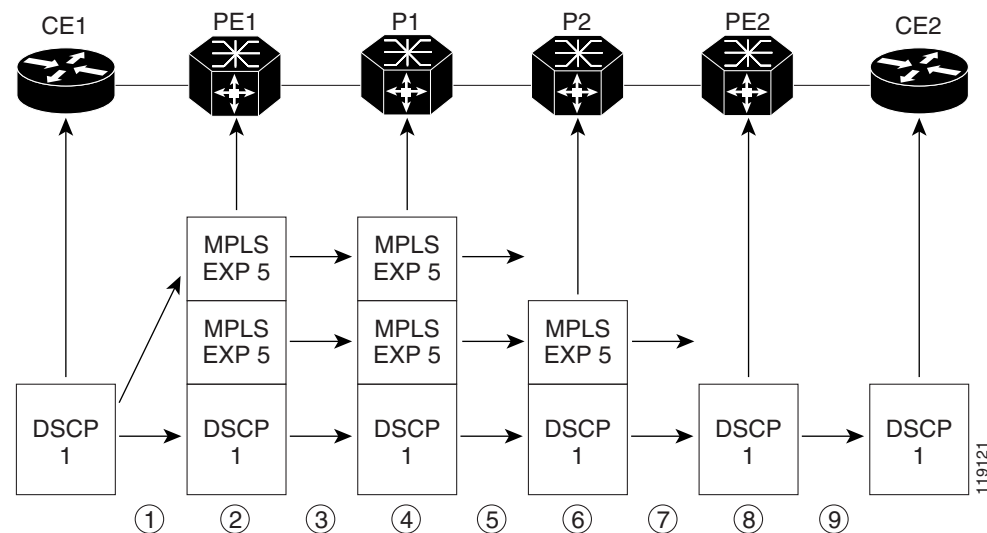 CE1 PE1 P1 P2 PE2 CE2
MPLS
EXP 5
MPLS
EXP 5
MPLS
EXP 5
MPLS
EXP 5
MPLS
EXP 5
DSCP
1
DSCP
1
DSCP
1
DSCP
1
DSCP
1
DSCP
1
119121
1 2 3 4 5 6 7 8 9